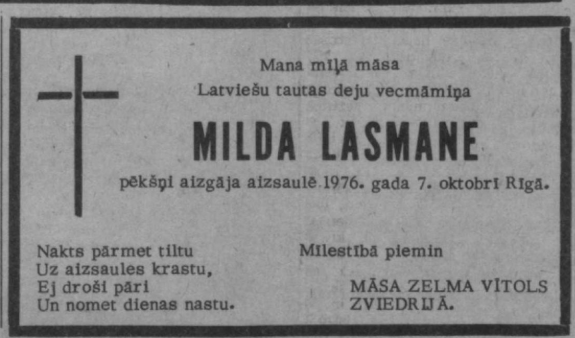 Mana mīļā māsa
Latviešu tautas deju vecmāmiņa
MILDA LASMANE
pēkšņi aizgāja aizsaulē 1976. gada 7. oktobrī Rīgā.
Nakts pārmet tiltu
Uz aizsaules krastu,
Ej droši pāri
Un nomet dienas nastu.
Mīlestībā piemin
MĀSA ZELMA VĪTOLS
ZVIEDRIJĀ.